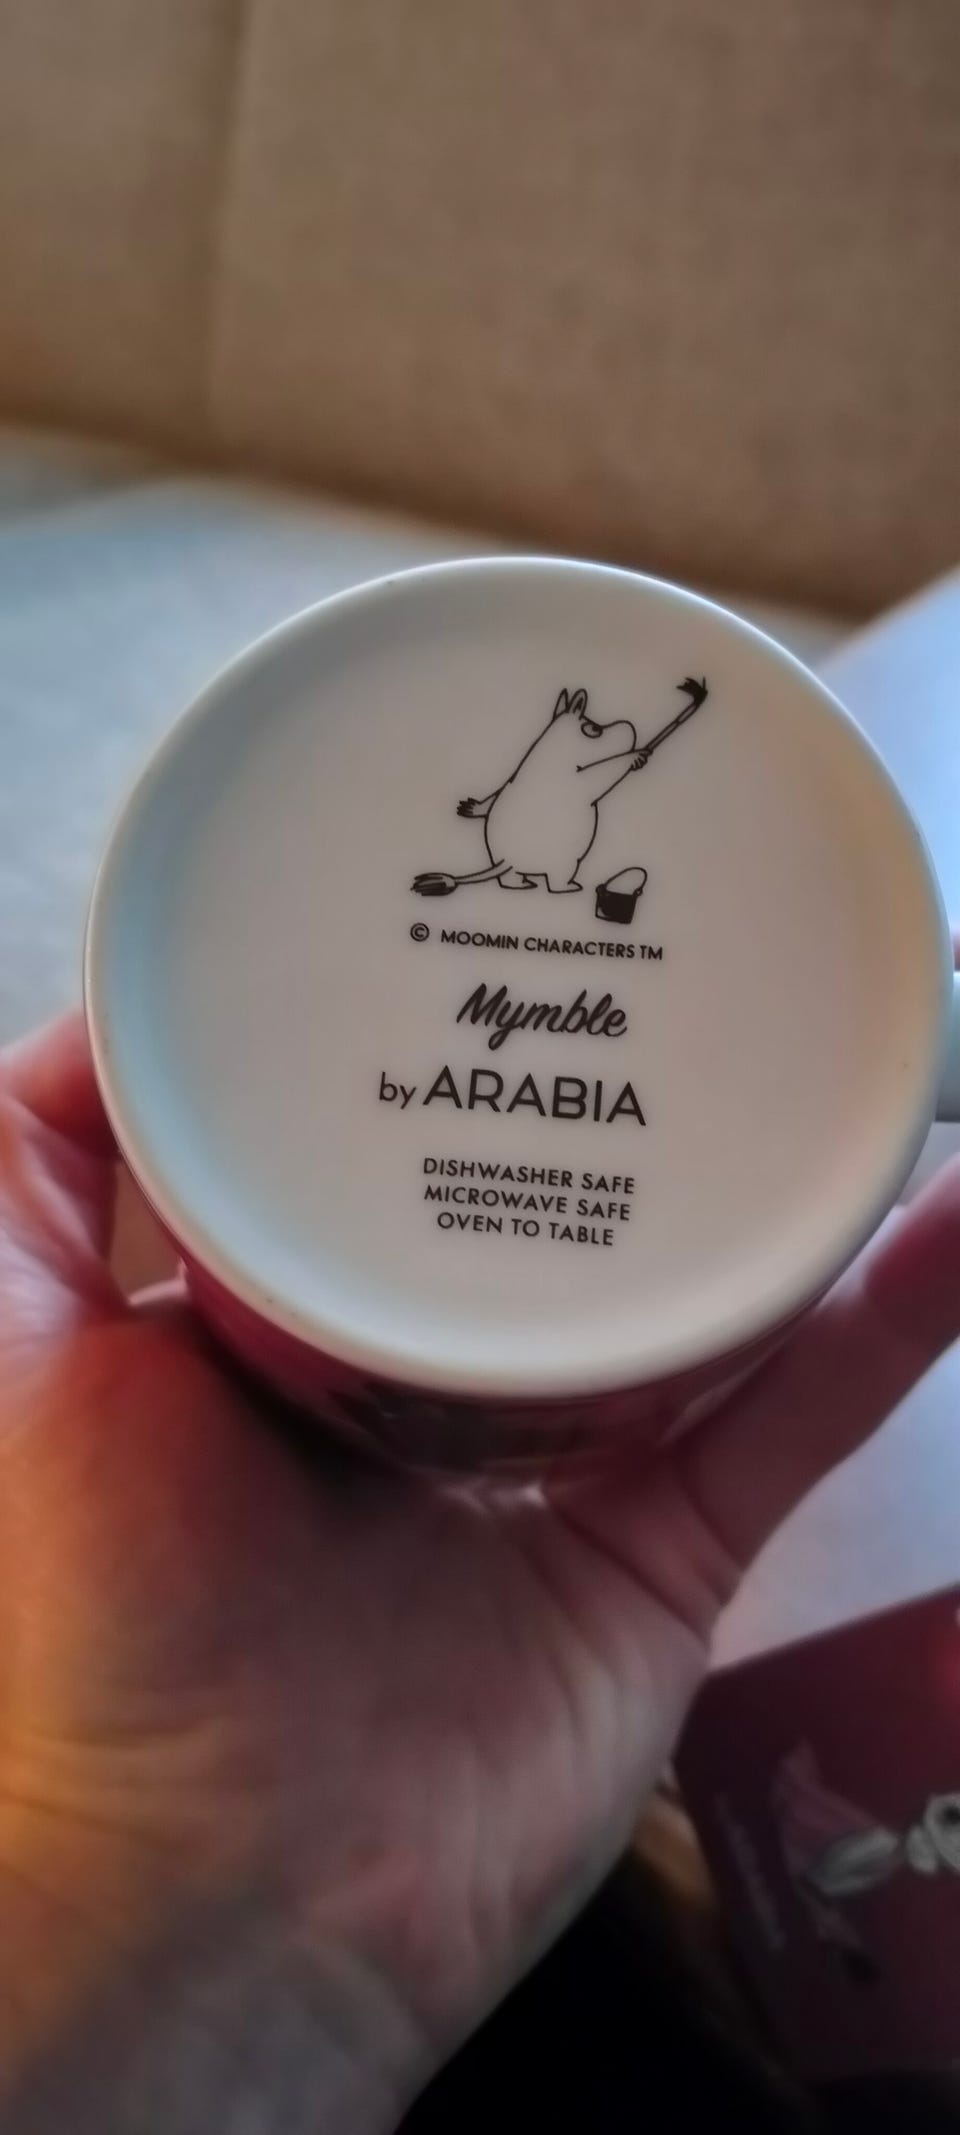 © MOOMIN CHARACTERS TM
Mymble
by ARABIA
DISHWASHER SAFE
MICROWAVE SAFE
OVEN TO TABLE